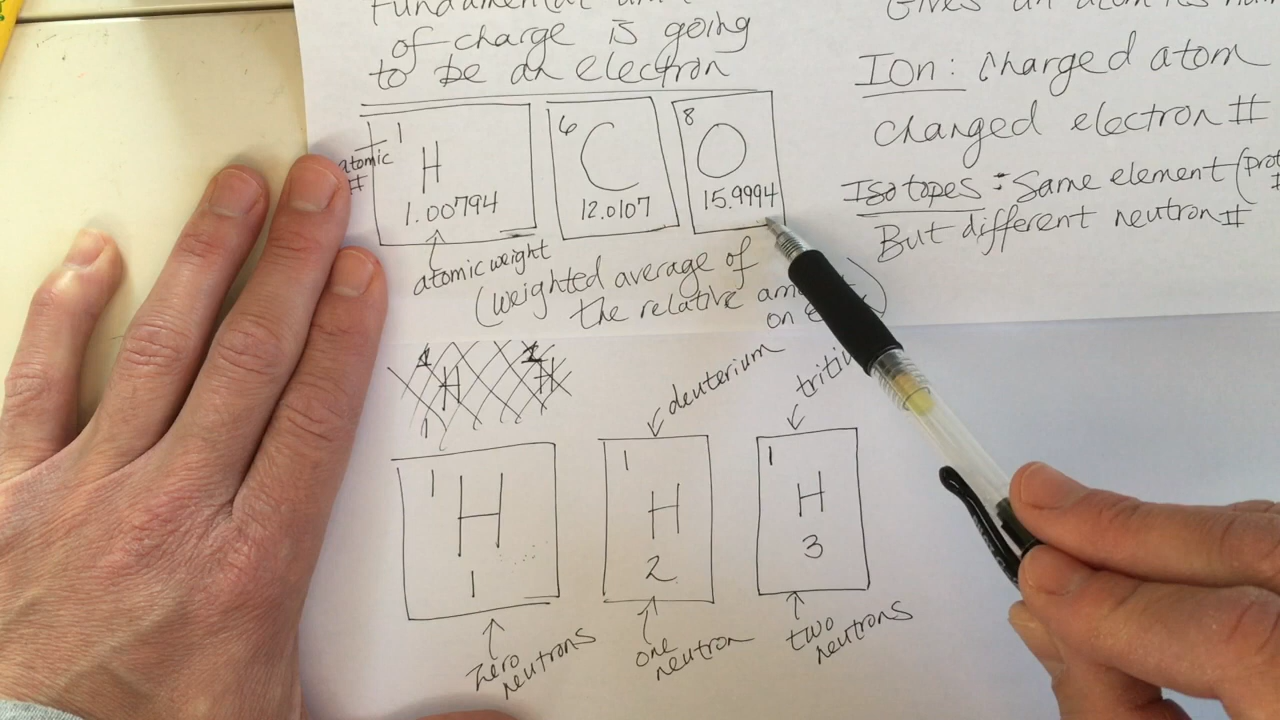 Fundamental
of charge is going
to be an electron
1
H
1.00794
6
C
12.0107
8
O
15.9994
atomic
#
atomic weight
(weighted average of
the relative
on
Ion: charged atom
changed electron #
Isotopes: Same element (
But different neutron #
H
deuterium
1
H
1
1
H
2
1
H
3
zero
neutrons
one
neutron
two
neutrons